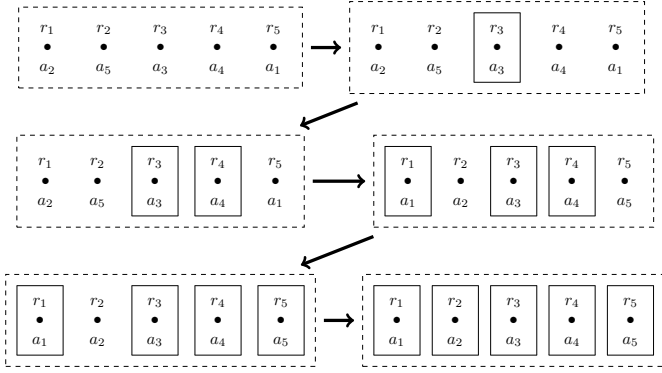 r₁ r₂ r₃ r₄ r₅
a₂ a₅ a₃ a₄ a₁
r₁ r₂ r₃ r₄ r₅
a₂ a₅ a₃ a₄ a₁
r₁ r₂ r₃ r₄ r₅
a₂ a₅ a₃ a₄ a₁
r₁ r₂ r₃ r₄ r₅
a₁ a₂ a₃ a₄ a₅
r₁ r₂ r₃ r₄ r₅
a₁ a₂ a₃ a₄ a₅
r₁ r₂ r₃ r₄ r₅
a₁ a₂ a₃ a₄ a₅